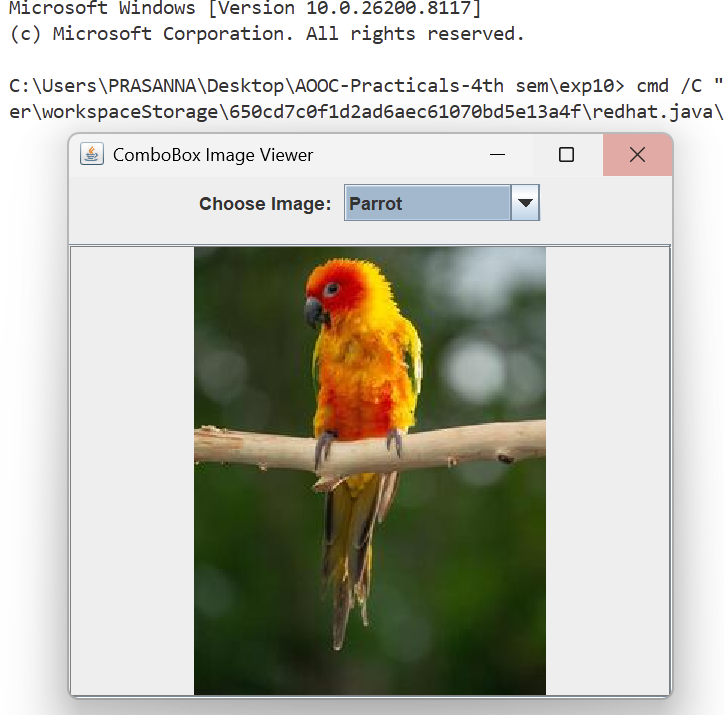 Microsoft Windows [Version 10.0.26200.8117]
(c) Microsoft Corporation. All rights reserved.
C:\Users\PRASANNA\Desktop\AOOC-Practicals-4th sem\exp10> cmd /C "
er\workspaceStorage\650cd7c0f1d2ad6aec61070bd5e13a4f\redhat.java\
ComboBox Image Viewer
Choose Image: Parrot